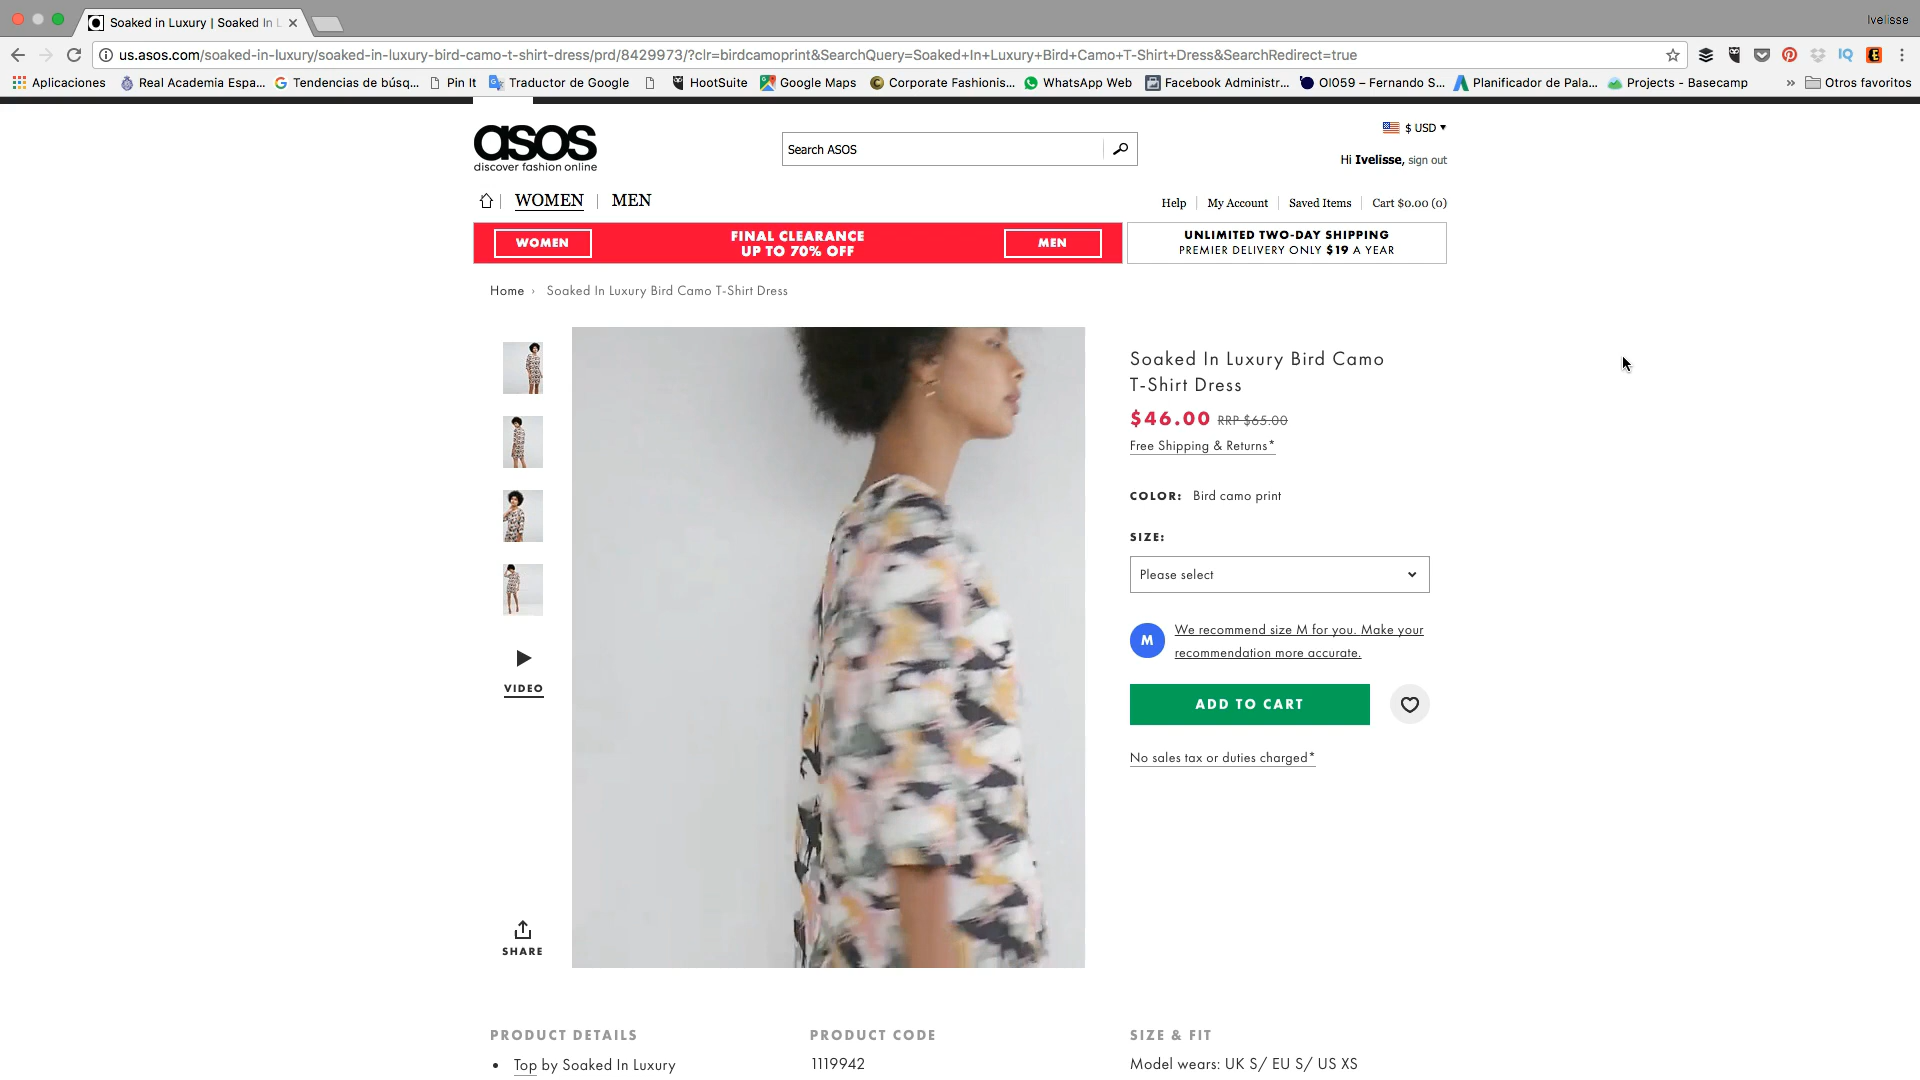 Soaked in Luxury | Soaked In L
Ivelisse
us.asos.com/soaked-in-luxury/soaked-in-luxury-bird-camo-t-shirt-dress/prd/8429973/?clr=birdcamoprint&SearchQuery=Soaked+In+Luxury+Bird+Camo+T-Shirt+Dress&SearchRedirect=true
Aplicaciones Real Academia Espa... Tendencias de búsq... Pin It Traductor de Google HootSuite Google Maps Corporate Fashionis... WhatsApp Web Facebook Administr... OI059 – Fernando S... Planificador de Pala... Projects - Basecamp » Otros favoritos
asos
discover fashion online
Search ASOS
$ USD
Hi Ivelisse, sign out
WOMEN MEN
Help My Account Saved Items Cart $0.00 (0)
WOMEN
FINAL CLEARANCE
UP TO 70% OFF
MEN
UNLIMITED TWO-DAY SHIPPING
PREMIER DELIVERY ONLY $19 A YEAR
Home › Soaked In Luxury Bird Camo T-Shirt Dress
VIDEO
SHARE
Soaked In Luxury Bird Camo
T-Shirt Dress
$46.00 RRP $65.00
Free Shipping & Returns*
COLOR: Bird camo print
SIZE:
Please select
M
We recommend size M for you. Make your
recommendation more accurate.
ADD TO CART
No sales tax or duties charged*
PRODUCT DETAILS
• Top by Soaked In Luxury
PRODUCT CODE
1119942
SIZE & FIT
Model wears: UK S/ EU S/ US XS